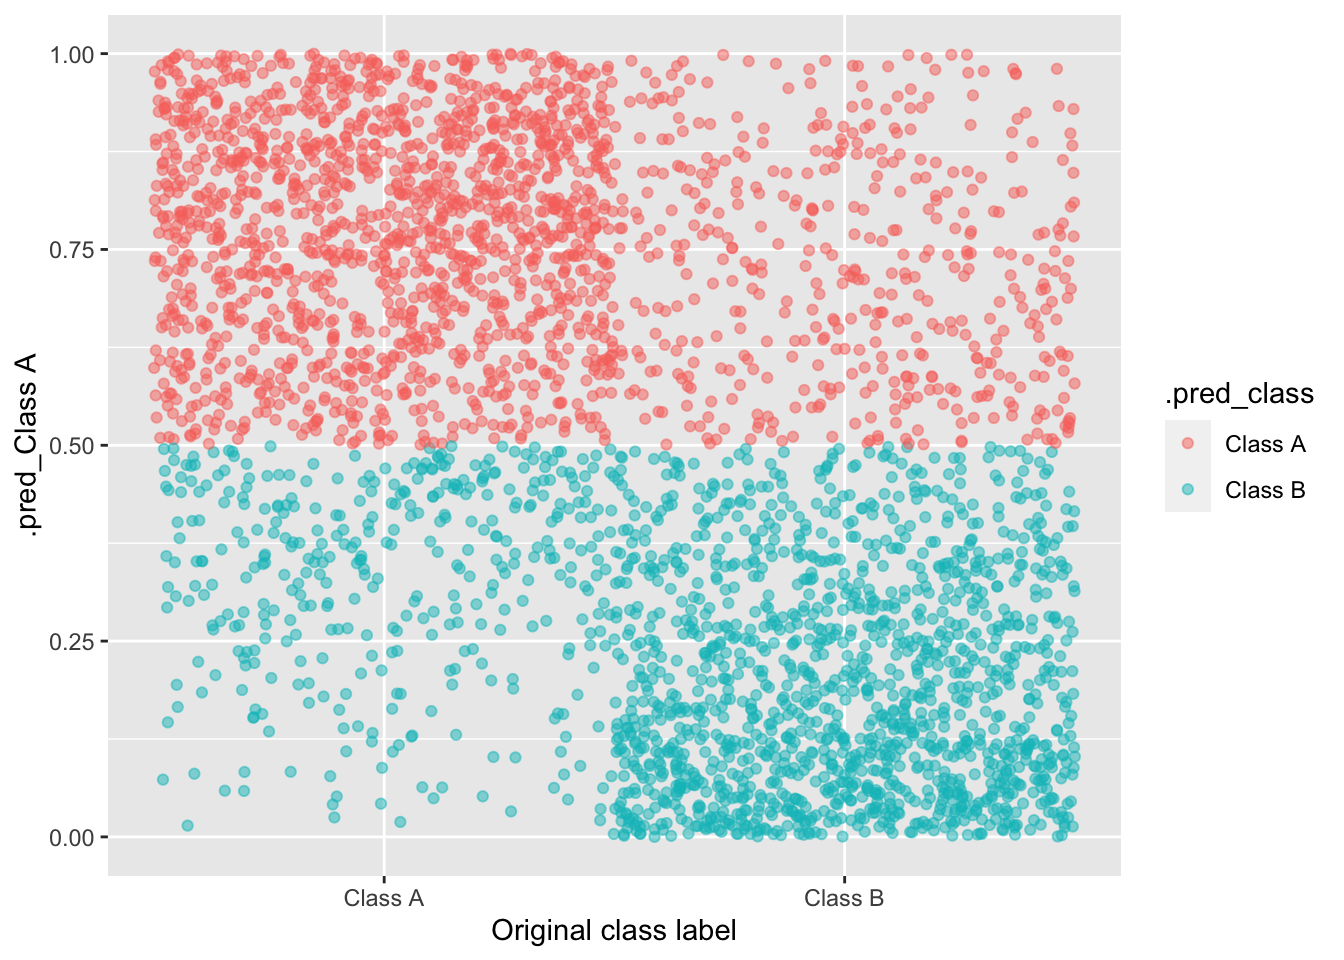 .pred_Class A
1.00
0.75
0.50
0.25
0.00
Class A
Class B
Original class label
.pred_class
Class A
Class B